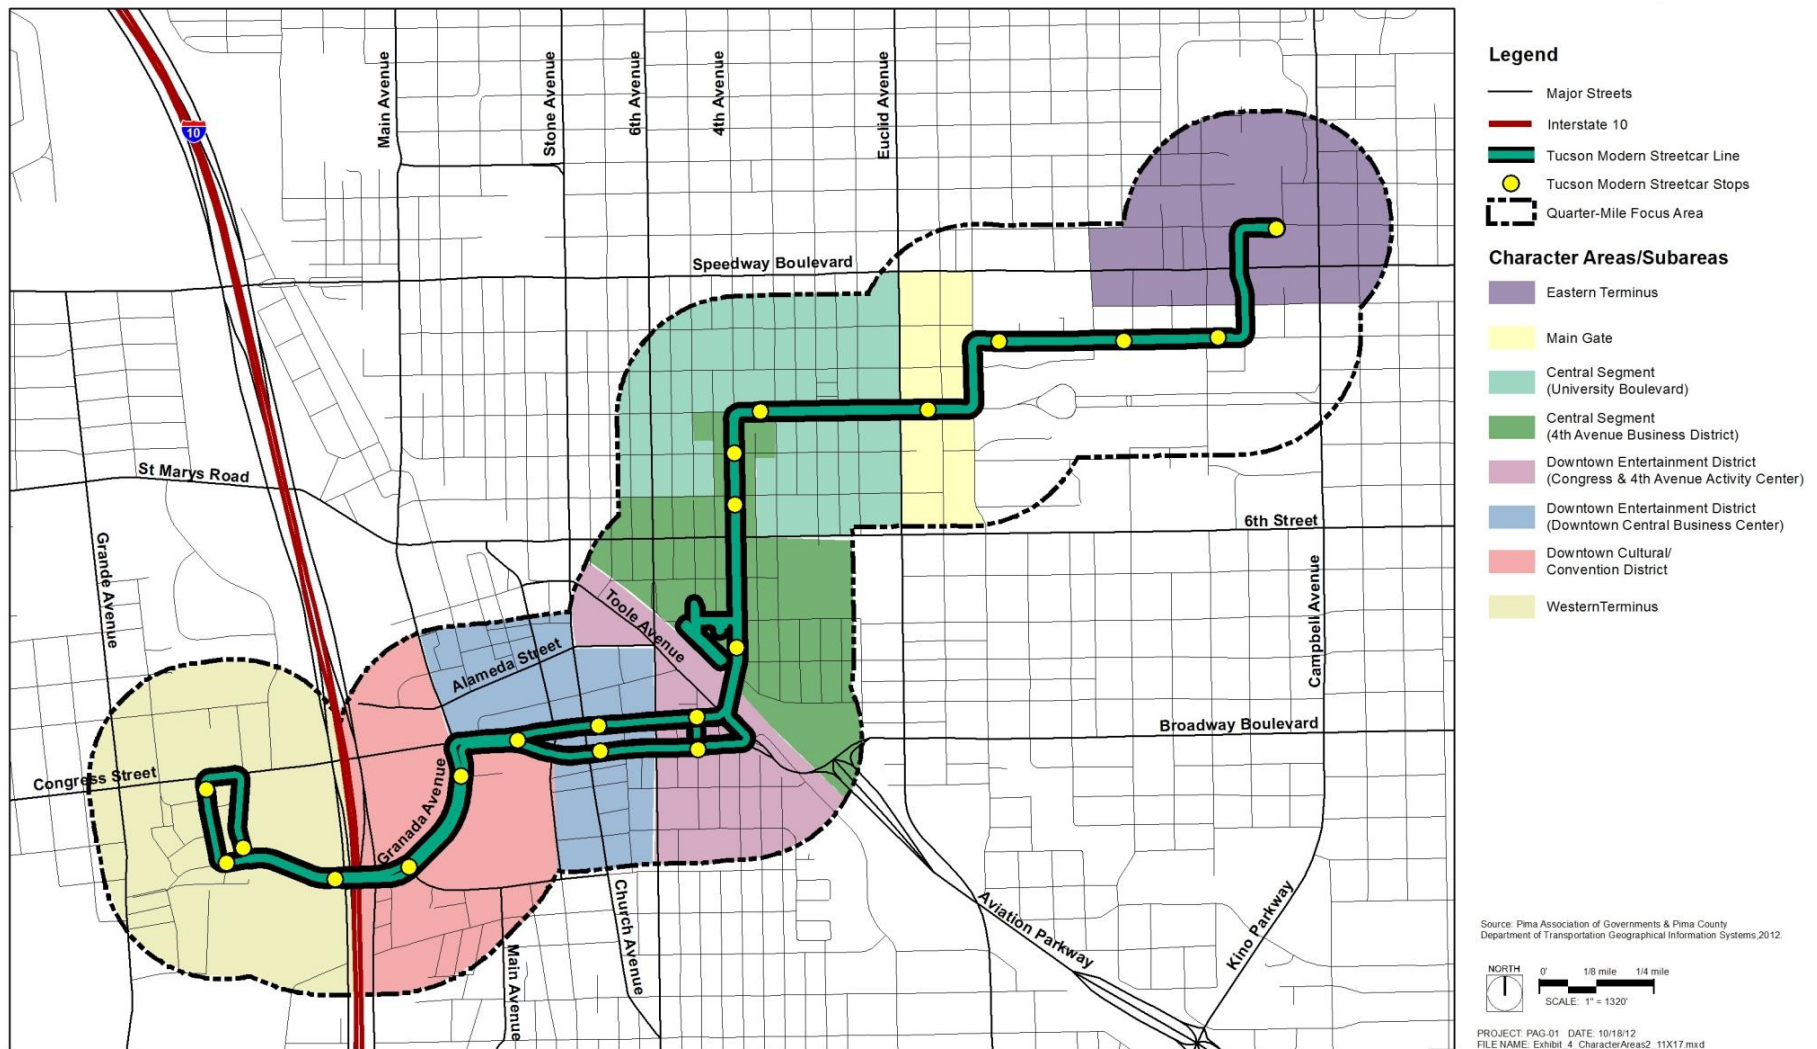 Main Avenue
Stone Avenue
6th Avenue
4th Avenue
Euclid Avenue
10
Speedway Boulevard
St Marys Road
6th Street
Grande Avenue
Toole Avenue
Campbell Avenue
Alameda Street
Broadway Boulevard
Congress Street
Granada Avenue
Church Avenue
Aviation Parkway
Kino Parkway
Main Avenue
Legend
Major Streets
Interstate 10
Tucson Modern Streetcar Line
Tucson Modern Streetcar Stops
Quarter-Mile Focus Area
Character Areas/Subareas
Eastern Terminus
Main Gate
Central Segment
(University Boulevard)
Central Segment
(4th Avenue Business District)
Downtown Entertainment District
(Congress & 4th Avenue Activity Center)
Downtown Entertainment District
(Downtown Central Business Center)
Downtown Cultural/
Convention District
WesternTerminus
Source: Pima Association of Governments & Pima County
Department of Transportation Geographical Information Systems,2012.
NORTH
0' 1/8 mile 1/4 mile
SCALE: 1" = 1320'
PROJECT: PAG-01 DATE: 10/18/12
FILE NAME: Exhibit_4_CharacterAreas2_11X17.mxd